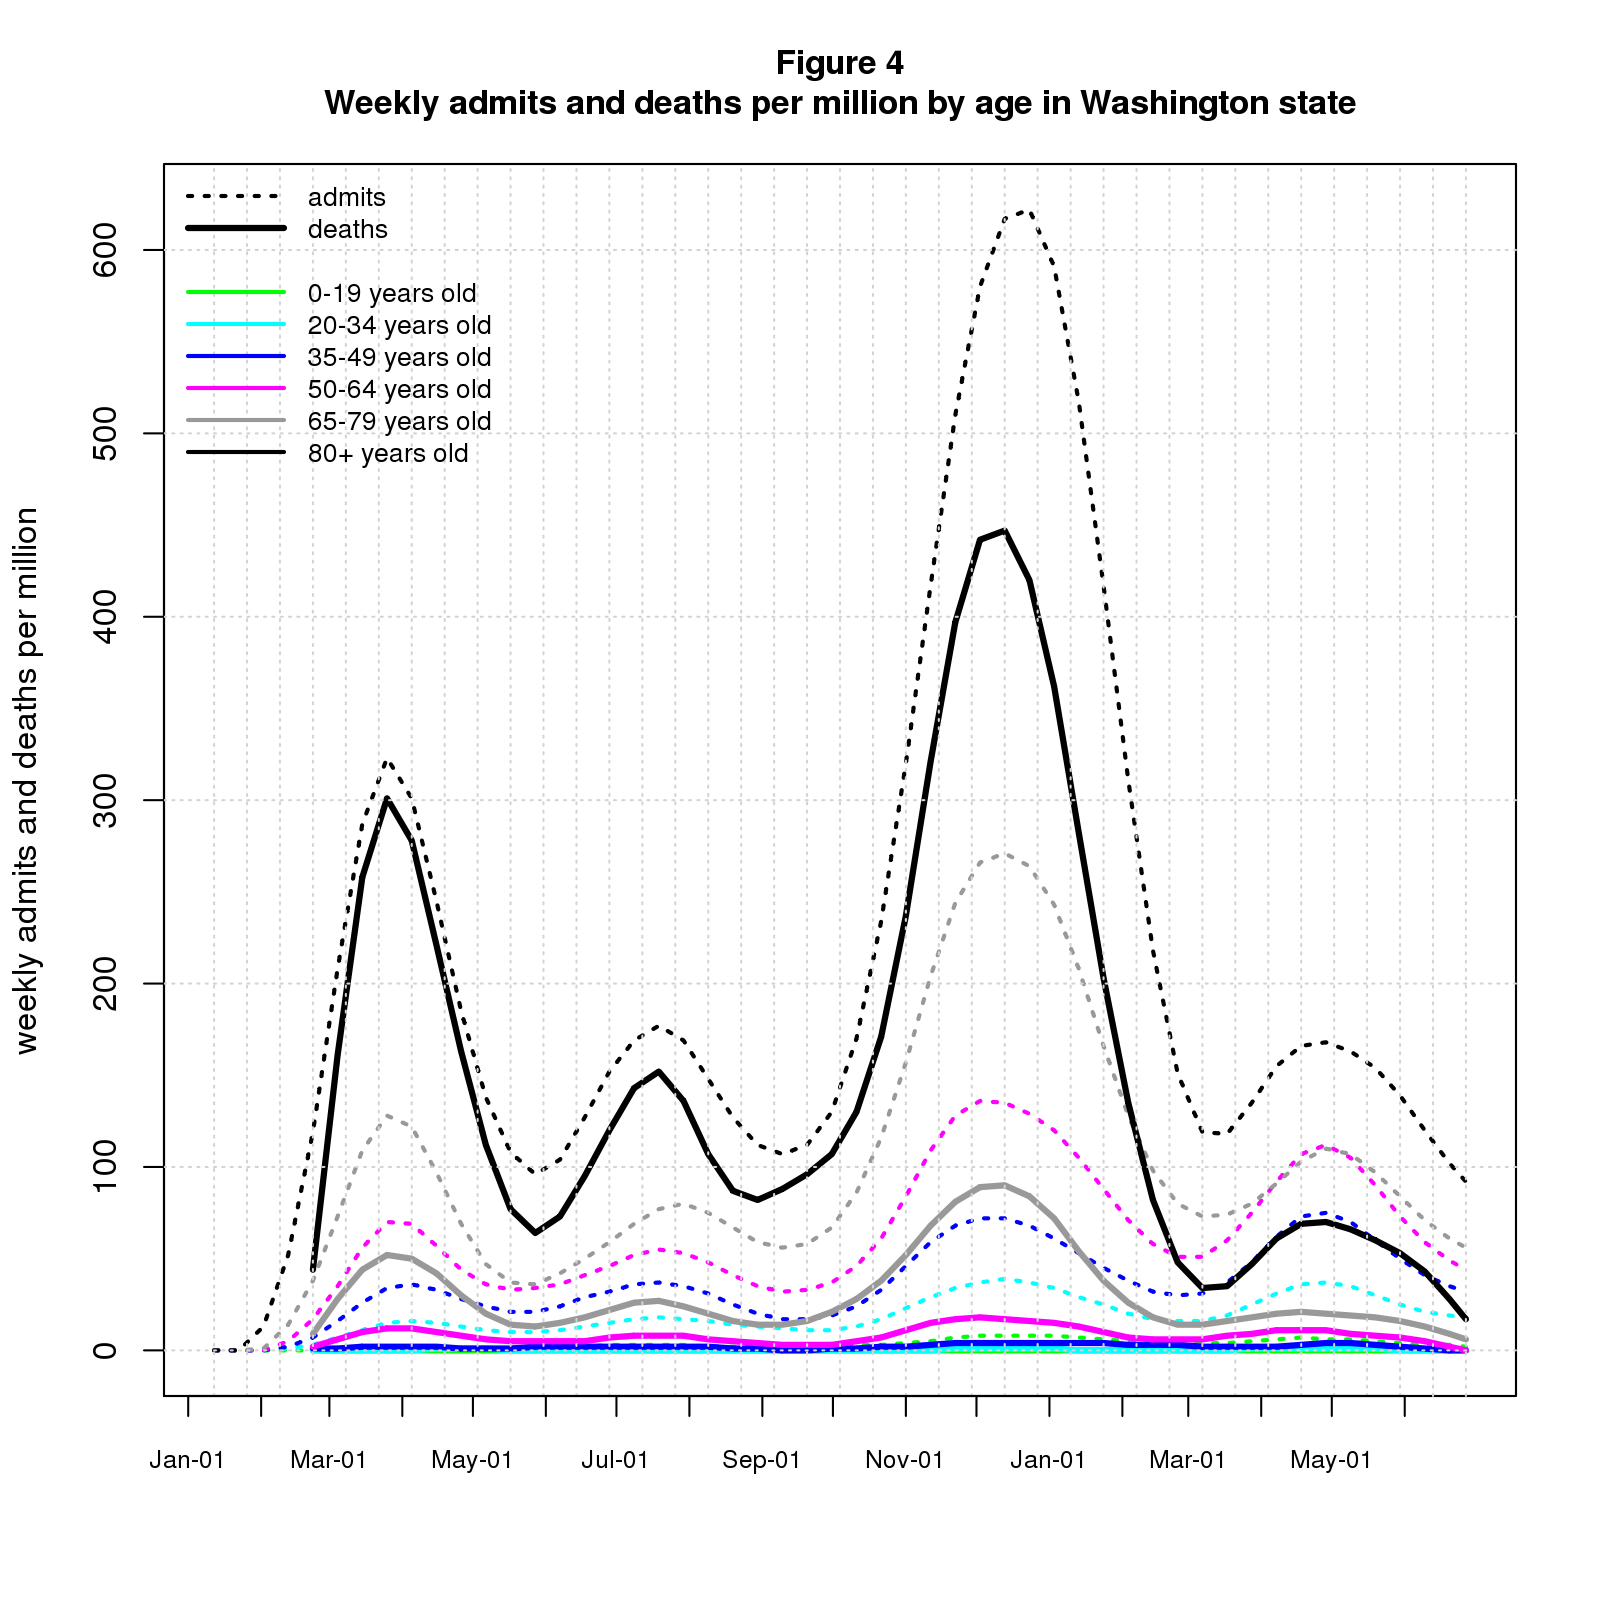 Figure 4
Weekly admits and deaths per million by age in Washington state
admits
deaths
0-19 years old
20-34 years old
35-49 years old
50-64 years old
65-79 years old
80+ years old
weekly admits and deaths per million
600
500
400
300
200
100
0
Jan-01 Mar-01 May-01 Jul-01 Sep-01 Nov-01 Jan-01 Mar-01 May-01